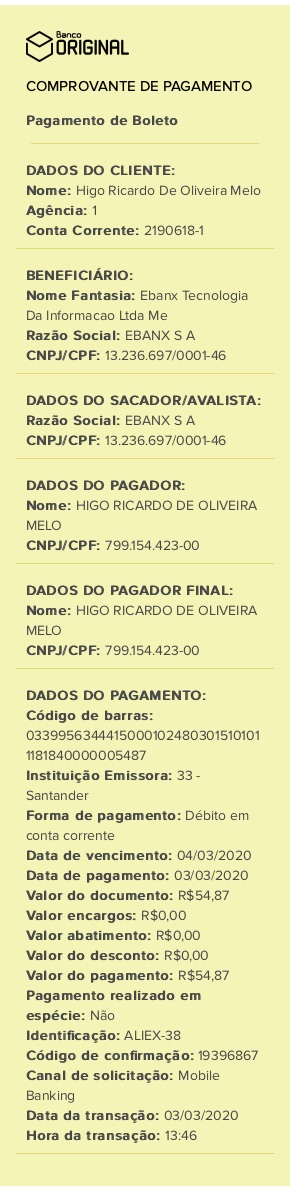 Banco
ORIGINAL
COMPROVANTE DE PAGAMENTO
Pagamento de Boleto
DADOS DO CLIENTE:
Nome: Higo Ricardo De Oliveira Melo
Agência: 1
Conta Corrente: 2190618-1
BENEFICIÁRIO:
Nome Fantasia: Ebanx Tecnologia
Da Informacao Ltda Me
Razão Social: EBANX S A
CNPJ/CPF: 13.236.697/0001-46
DADOS DO SACADOR/AVALISTA:
Razão Social: EBANX S A
CNPJ/CPF: 13.236.697/0001-46
DADOS DO PAGADOR:
Nome: HIGO RICARDO DE OLIVEIRA
MELO
CNPJ/CPF: 799.154.423-00
DADOS DO PAGADOR FINAL:
Nome: HIGO RICARDO DE OLIVEIRA
MELO
CNPJ/CPF: 799.154.423-00
DADOS DO PAGAMENTO:
Código de barras:
0339956344415000102480301510101
1181840000005487
Instituição Emissora: 33 -
Santander
Forma de pagamento: Débito em
conta corrente
Data de vencimento: 04/03/2020
Data de pagamento: 03/03/2020
Valor do documento: R$54,87
Valor encargos: R$0,00
Valor abatimento: R$0,00
Valor do desconto: R$0,00
Valor do pagamento: R$54,87
Pagamento realizado em
espécie: Não
Identificação: ALIEX-38
Código de confirmação: 19396867
Canal de solicitação: Mobile
Banking
Data da transação: 03/03/2020
Hora da transação: 13:46